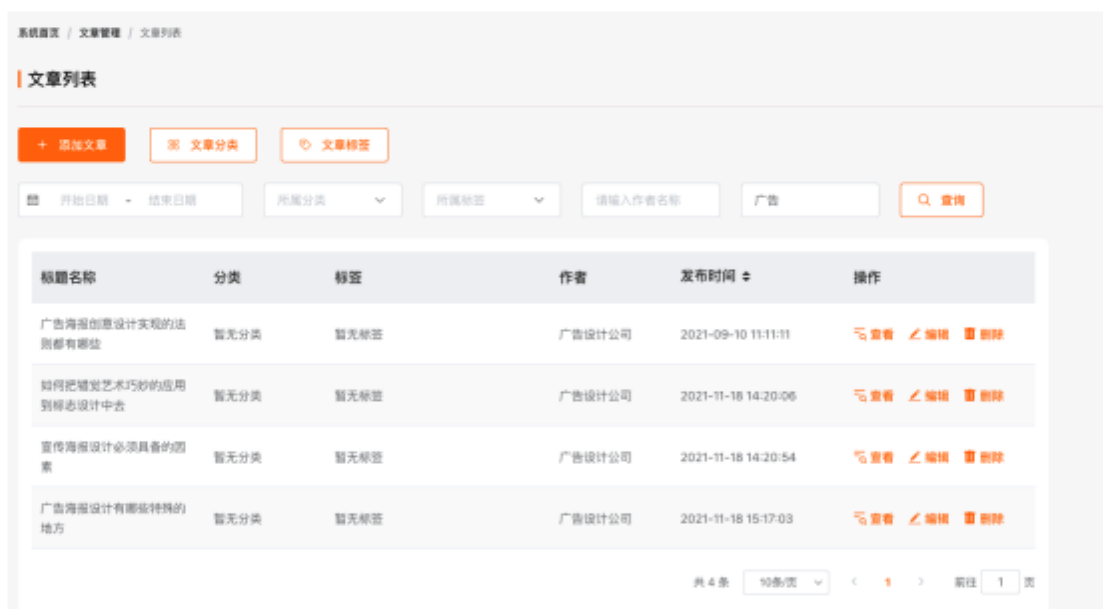 系统首页 / 文章管理 / 文章列表
文章列表
+ 添加文章 文章分类 文章标签
开始日期 - 结束日期 所属分类 所属标签 请输入作者名称 广告 查询
标题名称 分类 标签 作者 发布时间 操作
广告海报创意设计实现的法
则都有哪些 暂无分类 暂无标签 广告设计公司 2021-09-10 11:11:11 查看 编辑 删除
如何把错觉艺术巧妙的应用
到标志设计中去 暂无分类 暂无标签 广告设计公司 2021-11-18 14:20:06 查看 编辑 删除
宣传海报设计必须具备的因
素 暂无分类 暂无标签 广告设计公司 2021-11-18 14:20:54 查看 编辑 删除
广告海报设计有哪些特殊的
地方 暂无分类 暂无标签 广告设计公司 2021-11-18 15:17:03 查看 编辑 删除
共 4 条 10条/页 < 1 > 前往 1 页